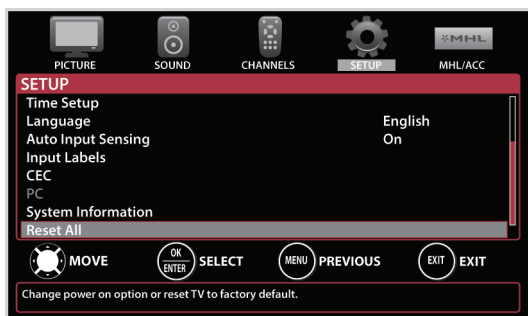 PICTURE SOUND CHANNELS SETUP MHL/ACC
MHL
SETUP
Time Setup
Language English
Auto Input Sensing On
Input Labels
CEC
PC
System Information
Reset All
MOVE OK ENTER SELECT MENU PREVIOUS EXIT EXIT
Change power on option or reset TV to factory default.